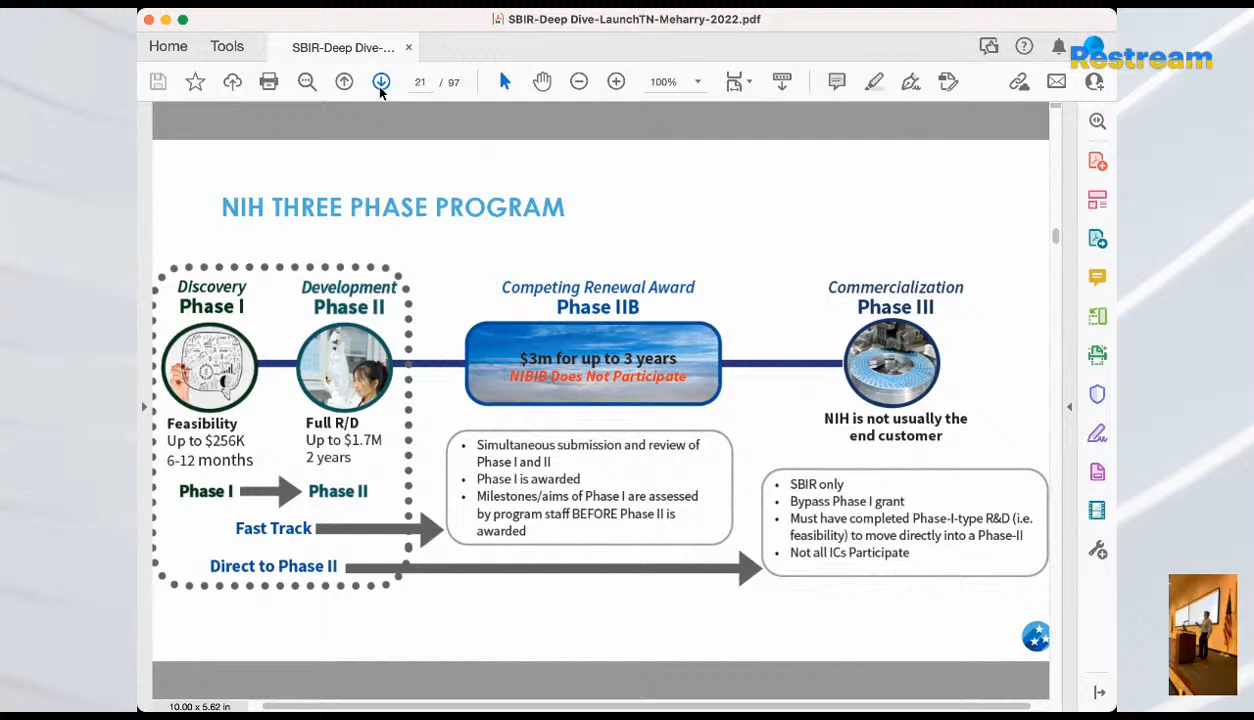 SBIR-Deep Dive-LaunchTN-Meharry-2022.pdf
Home
Tools
SBIR-Deep Dive-...
×
Restream
21 / 97
100%
NIH THREE PHASE PROGRAM
Discovery
Phase I
Development
Phase II
Competing Renewal Award
Phase IIB
Commercialization
Phase III
$3m for up to 3 years
NIBIB Does Not Participate
Feasibility
Up to $256K
6-12 months
Full R/D
Up to $1.7M
2 years
NIH is not usually the
end customer
Phase I
Phase II
Fast Track
Direct to Phase II
• Simultaneous submission and review of
Phase I and II
• Phase I is awarded
• Milestones/aims of Phase I are assessed
by program staff BEFORE Phase II is
awarded
• SBIR only
• Bypass Phase I grant
• Must have completed Phase-I-type R&D (i.e.
feasibility) to move directly into a Phase-II
• Not all ICs Participate
10.00 x 5.62 in